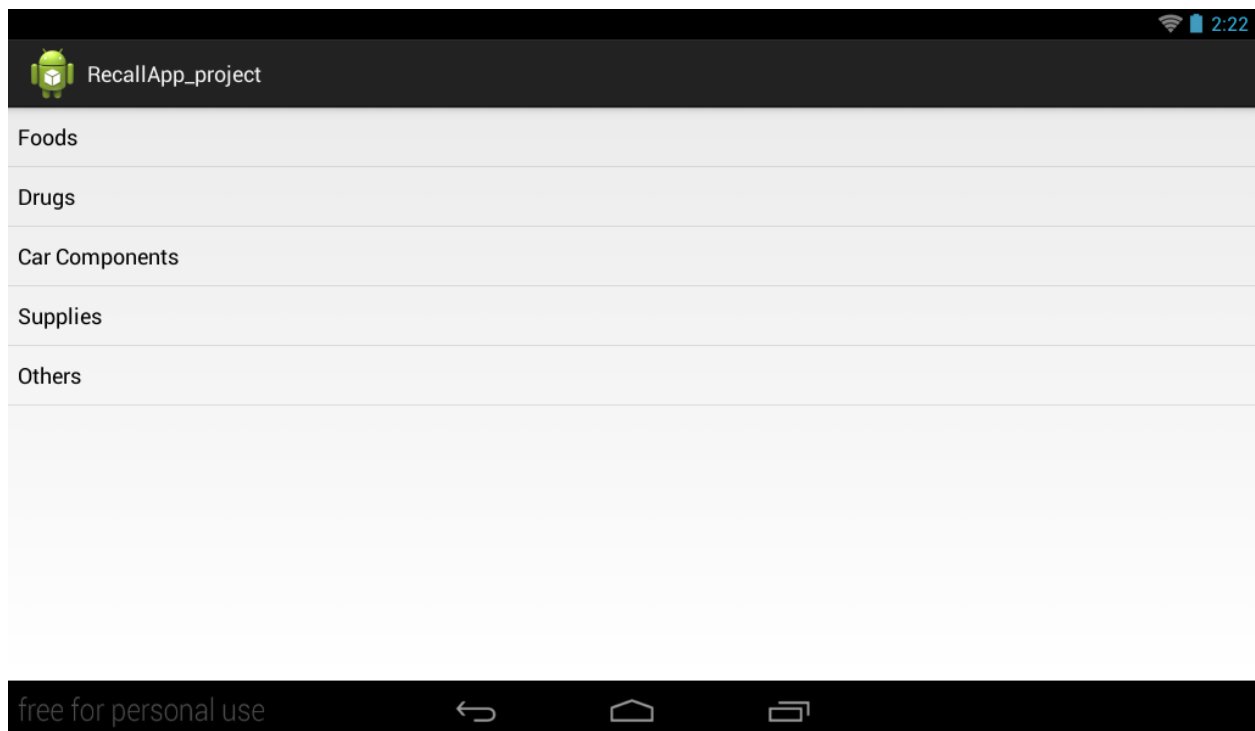 2:22
RecallApp_project
Foods
Drugs
Car Components
Supplies
Others
free for personal use